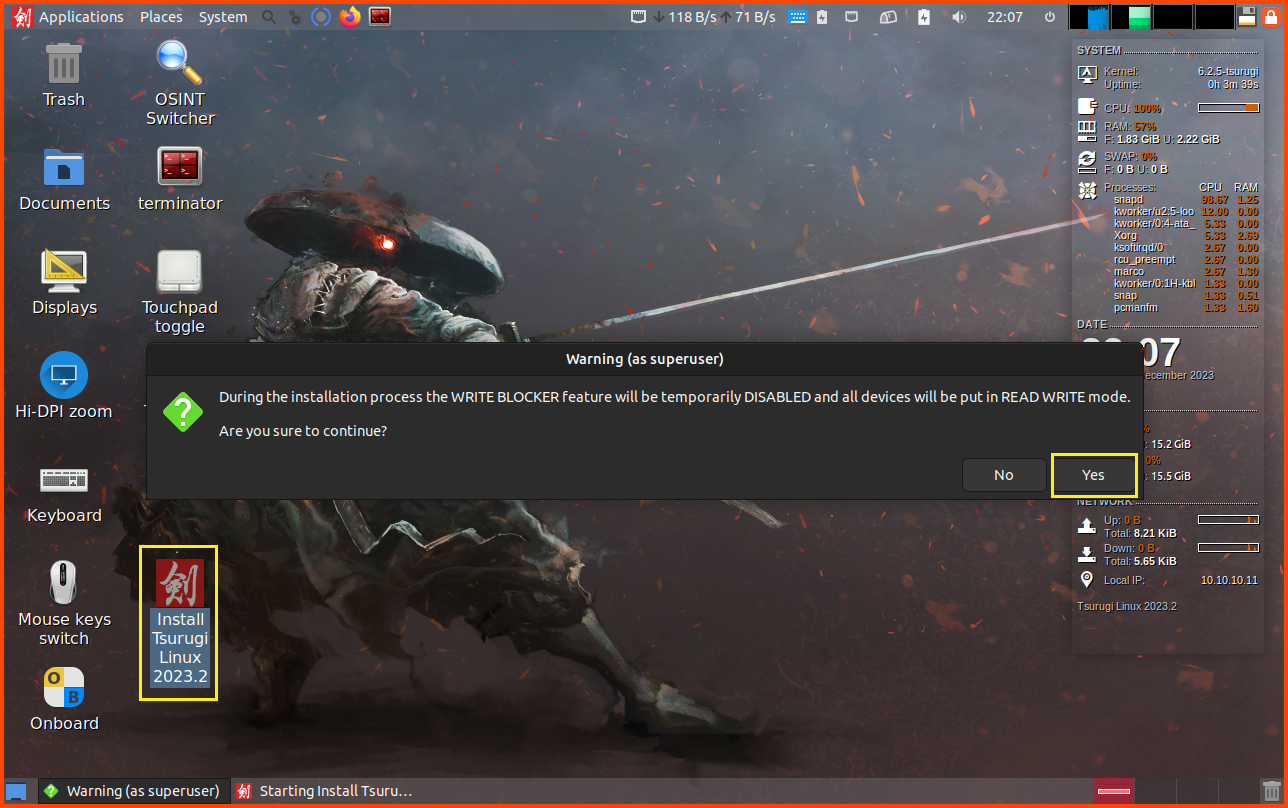 剣 Applications Places System 118 B/s 71 B/s 22:07
Trash
OSINT
Switcher
Documents
terminator
Displays
Touchpad
toggle
Hi-DPI zoom
Keyboard
Mouse keys
switch
剣
Install
Tsurugi
Linux
2023.2
O
B
Onboard
Warning (as superuser)
During the installation process the WRITE BLOCKER feature will be temporarily DISABLED and all devices will be put in READ WRITE mode.
Are you sure to continue?
No Yes
SYSTEM
Kernel: 6.2.5-tsurugi
Uptime: 0h 3m 39s
CPU: 100%
RAM: 57%
F: 1.83 GiB U: 2.22 GiB
SWAP: 0%
F: 0 B U: 0 B
Processes: CPU RAM
snapd 98.67 1.25
kworker/u2:5-loo 12.00 0.00
kworker/0:4-ata_ 5.33 0.00
Xorg 5.33 2.69
ksoftirqd/0 2.67 0.00
rcu_preempt 2.67 0.00
marco 2.67 1.30
kworker/0:1H-kbl 1.33 0.00
snap 1.33 0.51
pcmanfm 1.33 1.60
DATE
07
ecember 2023
%
: 15.2 GiB
0%
: 15.5 GiB
NETWORK
Up: 0 B
Total: 8.21 KiB
Down: 0 B
Total: 5.65 KiB
Local IP: 10.10.10.11
Tsurugi Linux 2023.2
Warning (as superuser) 剣 Starting Install Tsuru...